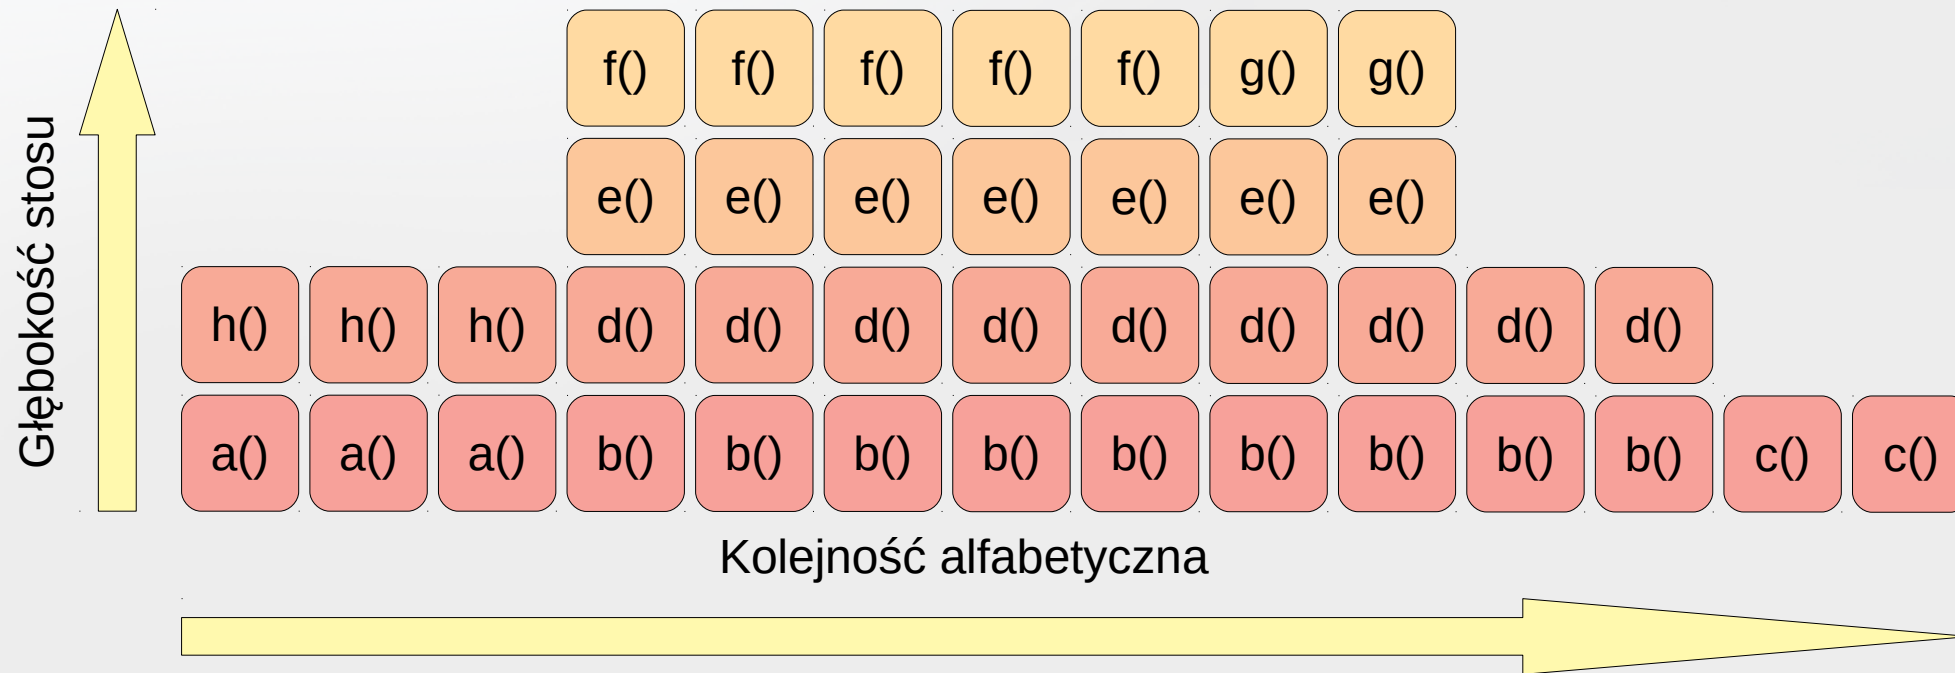 Głębokość stosu
f() f() f() f() f() g() g()
e() e() e() e() e() e() e()
h() h() h() d() d() d() d() d() d() d() d() d()
a() a() a() b() b() b() b() b() b() b() b() b() c() c()
Kolejność alfabetyczna